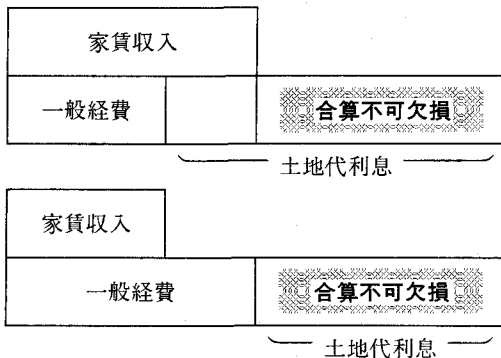 家賃収入
一般経費
合算不可欠損
土地代利息
家賃収入
一般経費
合算不可欠損
土地代利息